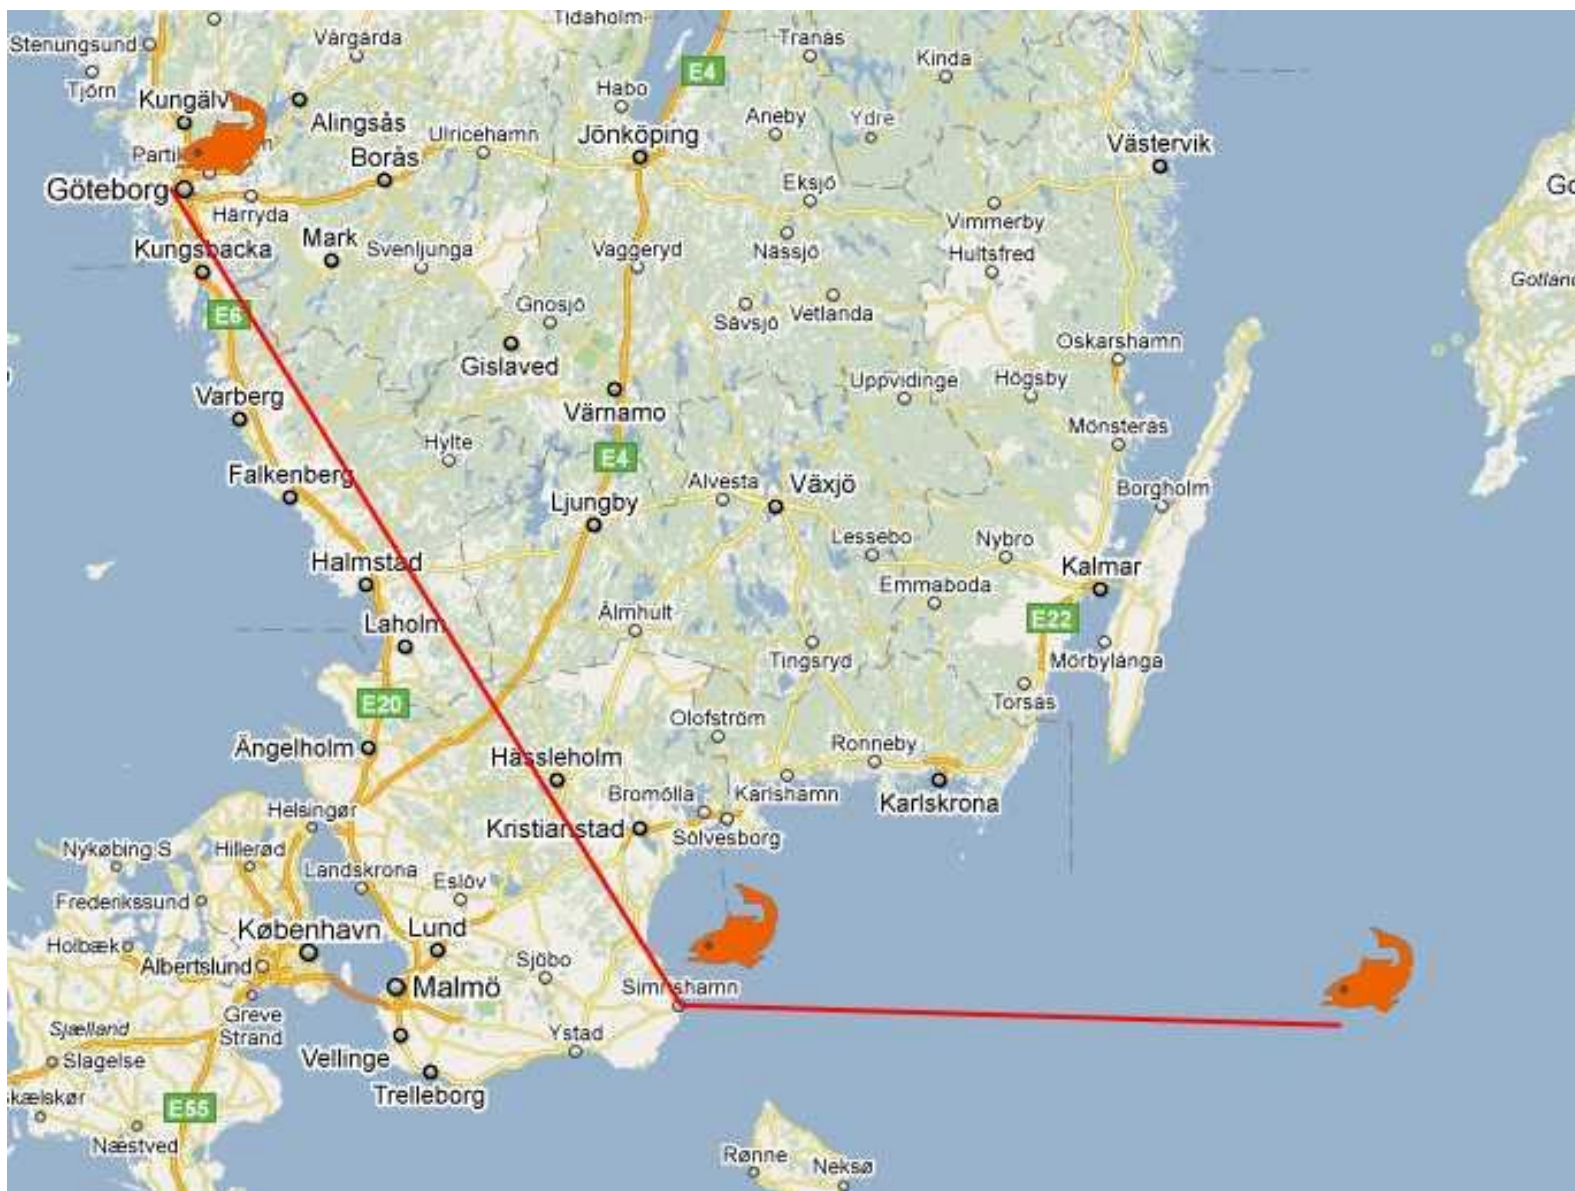 Tidaholm
Stenungsund
Vårgårda
Tranås
Kinda
Tjörn
Kungälv
Alingsås
Habo
E4
Aneby
Ydre
Ulricehamn
Jönköping
Västervik
Borås
Göteborg
Härryda
Eksjö
Vimmerby
Mark
Kungsbacka
Svenljunga
Vaggeryd
Nässjö
Hultsfred
Gotland
Gnosjö
E6
Sävsjö
Vetlanda
Oskarshamn
Gislaved
Uppvidinge
Högsby
Varberg
Värnamo
Mönsterås
Hylte
E4
Falkenberg
Alvesta
Växjö
Borgholm
Ljungby
Lessebo
Nybro
Halmstad
Kalmar
Emmaboda
Älmhult
E22
Laholm
Tingsryd
Mörbylånga
E20
Torsås
Olofström
Ängelholm
Hässleholm
Ronneby
Bromölla
Karlshamn
Karlskrona
Helsingør
Kristianstad
Sölvesborg
Nykøbing S
Hillerød
Landskrona
Eslöv
Frederikssund
København
Lund
Holbæk
Albertslund
Sjöbo
Malmö
Simrishamn
Greve
Strand
Sjælland
Ystad
Slagelse
Vellinge
Trelleborg
E55
Næstved
Rønne
Neksø